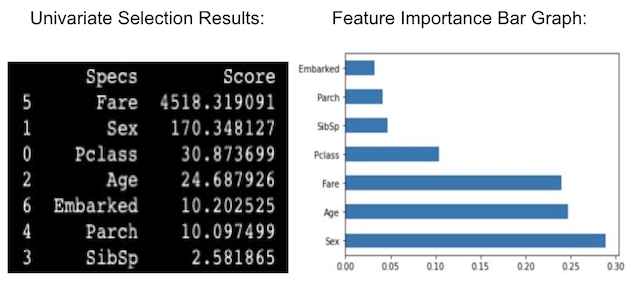 Univariate Selection Results:
Specs Score
5 Fare 4518.319091
1 Sex 170.348127
0 Pclass 30.873699
2 Age 24.687926
6 Embarked 10.202525
4 Parch 10.097499
3 SibSp 2.581865
Feature Importance Bar Graph:
Embarked
Parch
SibSp
Pclass
Fare
Age
Sex
0.00 0.05 0.10 0.15 0.20 0.25 0.30